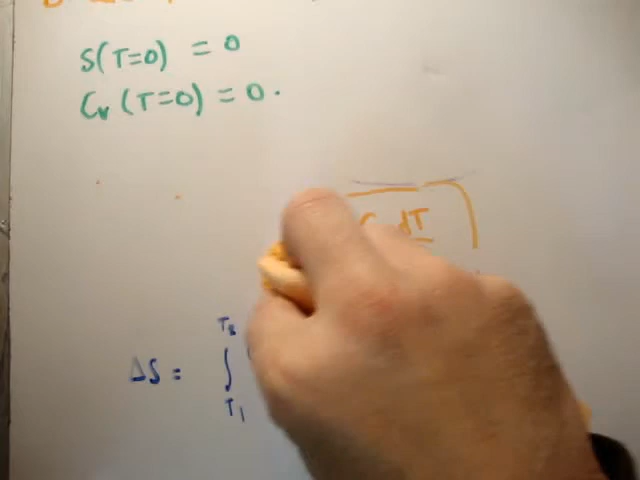 S(T=0) = 0
Cv (T=0) = 0.
dT
T2
ΔS = ∫
T1